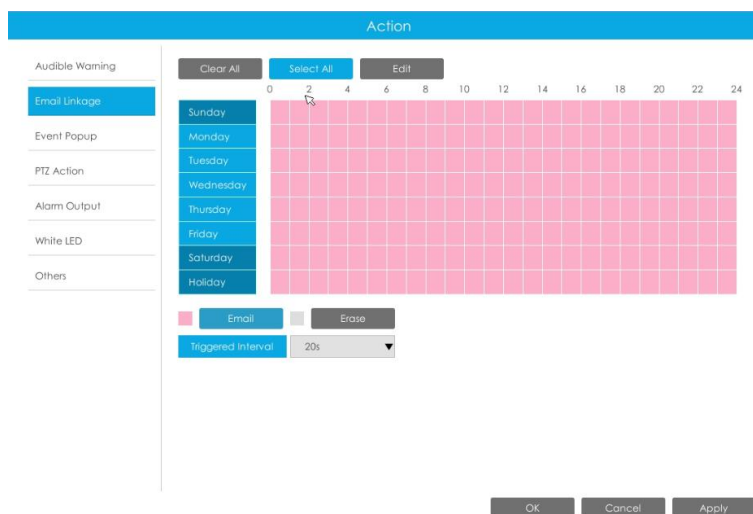 Action
Audible Warning
Email Linkage
Event Popup
PTZ Action
Alarm Output
White LED
Others
Clear All Select All Edit
0 2 4 6 8 10 12 14 16 18 20 22 24
Sunday
Monday
Tuesday
Wednesday
Thursday
Friday
Saturday
Holiday
Email Erase
Triggered Interval 20s
OK Cancel Apply